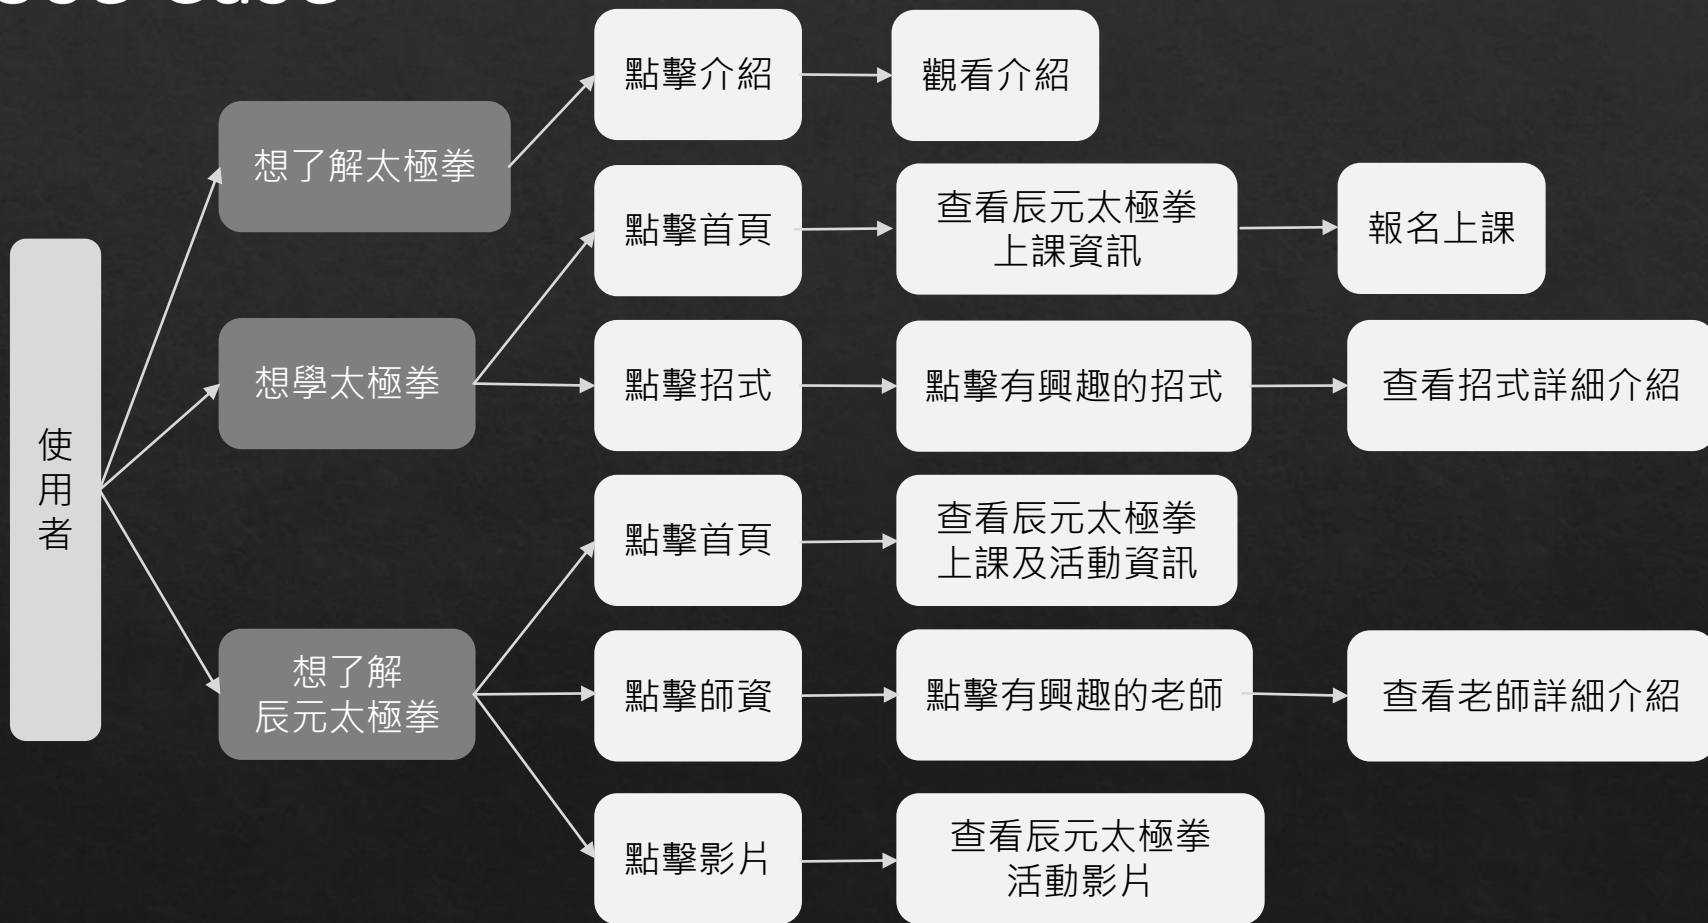 使用者
想了解太極拳
點擊介紹
觀看介紹
想學太極拳
點擊首頁
查看辰元太極拳
上課資訊
報名上課
點擊招式
點擊有興趣的招式
查看招式詳細介紹
想了解
辰元太極拳
點擊首頁
查看辰元太極拳
上課及活動資訊
點擊師資
點擊有興趣的老師
查看老師詳細介紹
點擊影片
查看辰元太極拳
活動影片